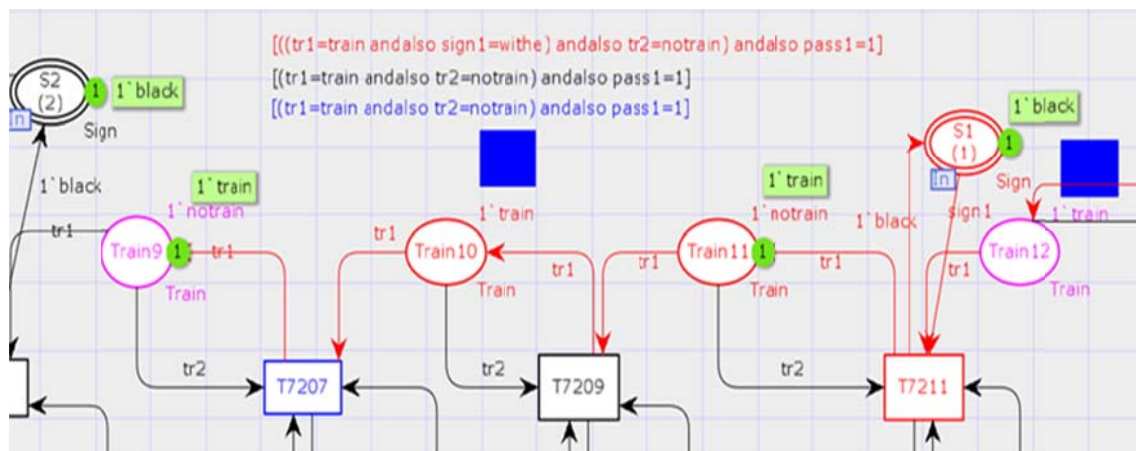 [((tr1=train andalso sign1=withe) andalso tr2=notrain) andalso pass1=1]
[(tr1=train andalso tr2=notrain) andalso pass1=1]
[(tr1=train andalso tr2=notrain) andalso pass1=1]
S2
(2)
1
1`black
In
Sign
1`black
S1
(1)
1
1`black
In
Sign
1`black
sign1
1`train
1`notrain
tr1
Train9
1
tr1
Train
1`train
tr1
Train10
tr1
Train
1`train
1`notrain
tr1
Train11
1
tr1
Train
1`train
tr1
Train12
Train
tr2
T7207
tr2
T7209
tr2
T7211